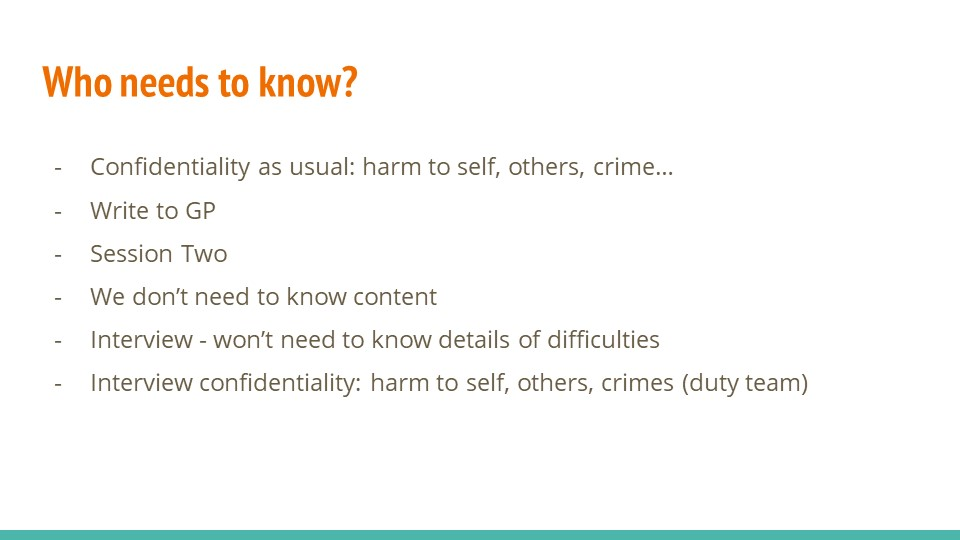 Who needs to know?
- Confidentiality as usual: harm to self, others, crime...
- Write to GP
- Session Two
- We don’t need to know content
- Interview - won’t need to know details of difficulties
- Interview confidentiality: harm to self, others, crimes (duty team)